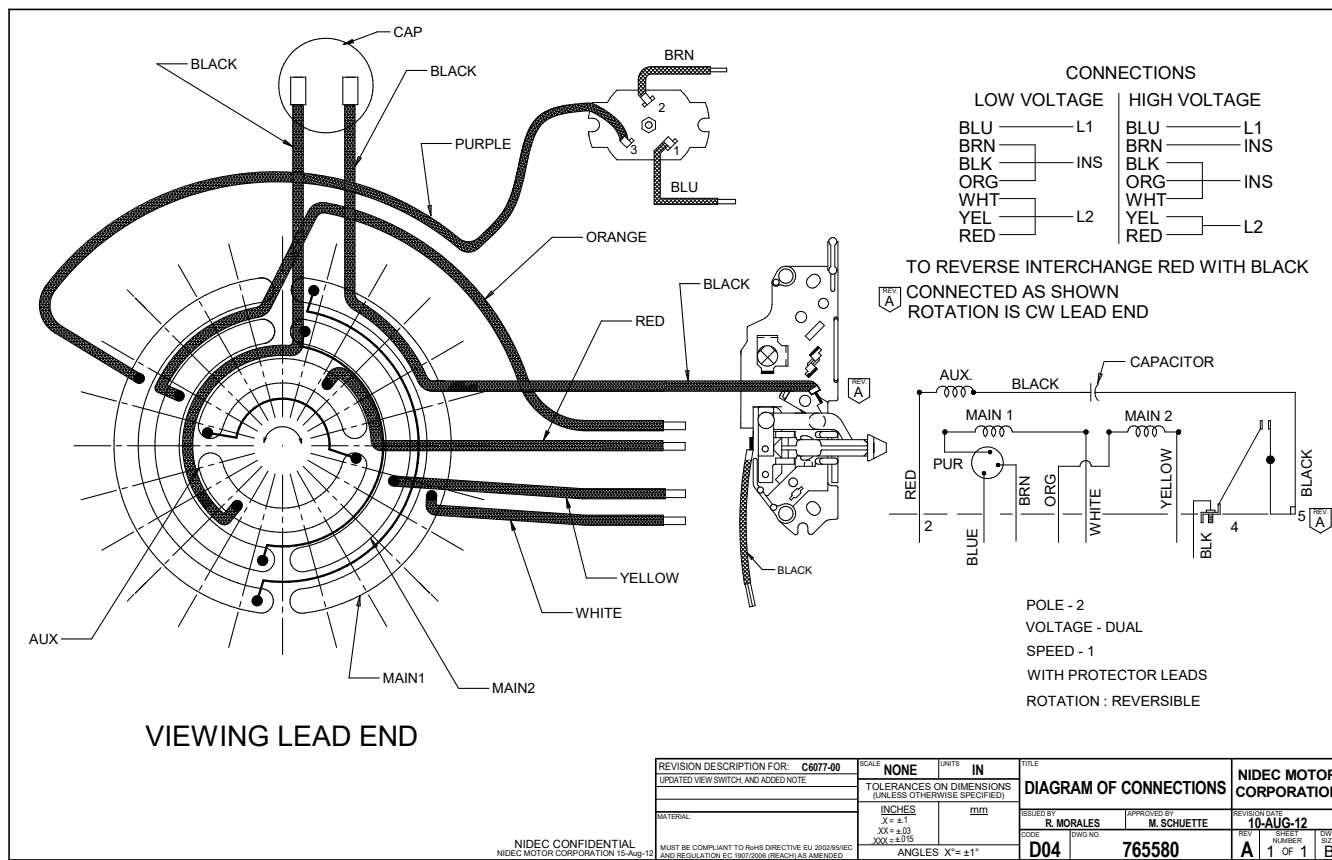 CAP
BLACK
BLACK
BRN
2
3
1
PURPLE
BLU
ORANGE
BLACK
RED
REV.
A
BLACK
YELLOW
WHITE
AUX
MAIN1
MAIN2
VIEWING LEAD END
CONNECTIONS
LOW VOLTAGE
BLU L1
BRN
BLK INS
ORG
WHT
YEL L2
RED
HIGH VOLTAGE
BLU L1
BRN INS
BLK
ORG INS
WHT
YEL
RED L2
TO REVERSE INTERCHANGE RED WITH BLACK
REV. A CONNECTED AS SHOWN
ROTATION IS CW LEAD END
CAPACITOR
AUX.
BLACK
MAIN 1
MAIN 2
PUR
RED
BRN
ORG
WHITE
YELLOW
BLACK
2
BLUE
BLK
4
5
REV.
A
POLE - 2
VOLTAGE - DUAL
SPEED - 1
WITH PROTECTOR LEADS
ROTATION : REVERSIBLE
NIDEC CONFIDENTIAL
NIDEC MOTOR CORPORATION 15-Aug-12
REVISION DESCRIPTION FOR: C6077-00
UPDATED VIEW SWITCH, AND ADDED NOTE
MATERIAL:
MUST BE COMPLIANT TO RoHS DIRECTIVE EU 2002/95/EC
AND REGULATION EC 1907/2006 (REACH) AS AMENDED
SCALE NONE
UNITS IN
TOLERANCES ON DIMENSIONS
(UNLESS OTHERWISE SPECIFIED)
INCHES mm
.X = ±.1
.XX = ±.03
.XXX = ±.015
ANGLES X°= ±1°
TITLE
DIAGRAM OF CONNECTIONS
NIDEC MOTOR
CORPORATION
ISSUED BY
R. MORALES
APPROVED BY
M. SCHUETTE
REVISION DATE
10-AUG-12
CODE
D04
DWG NO.
765580
REV
A
SHEET
NUMBER
1 OF 1